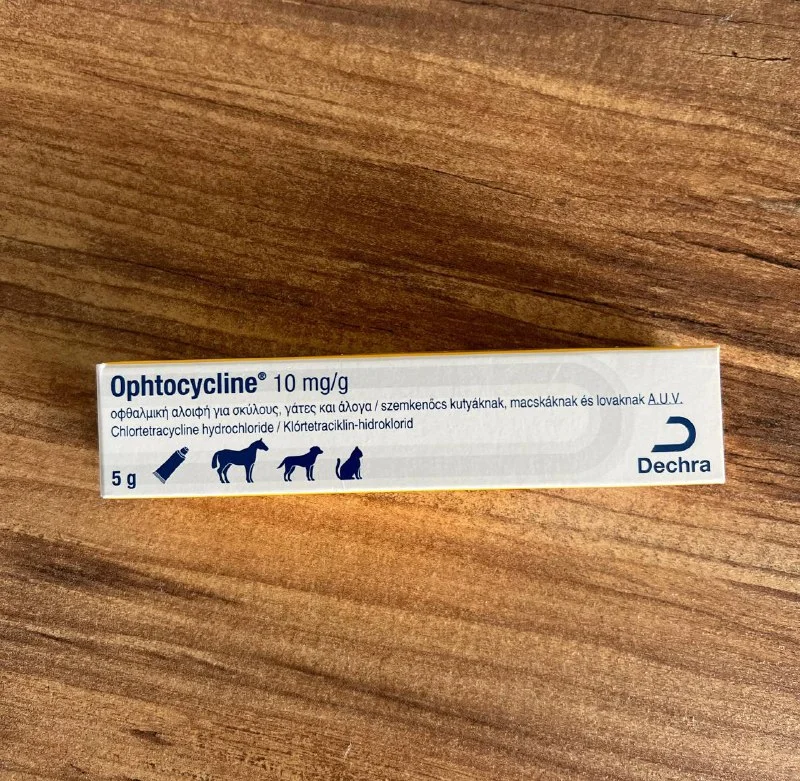 Ophtocycline® 10 mg/g
οφθαλμική αλοιφή για σκύλους, γάτες και άλογα / szemkenőcs kutyáknak, macskáknak és lovaknak A.U.V.
Chlortetracycline hydrochloride / Klórtetraciklin-hidroklorid
5 g
Dechra